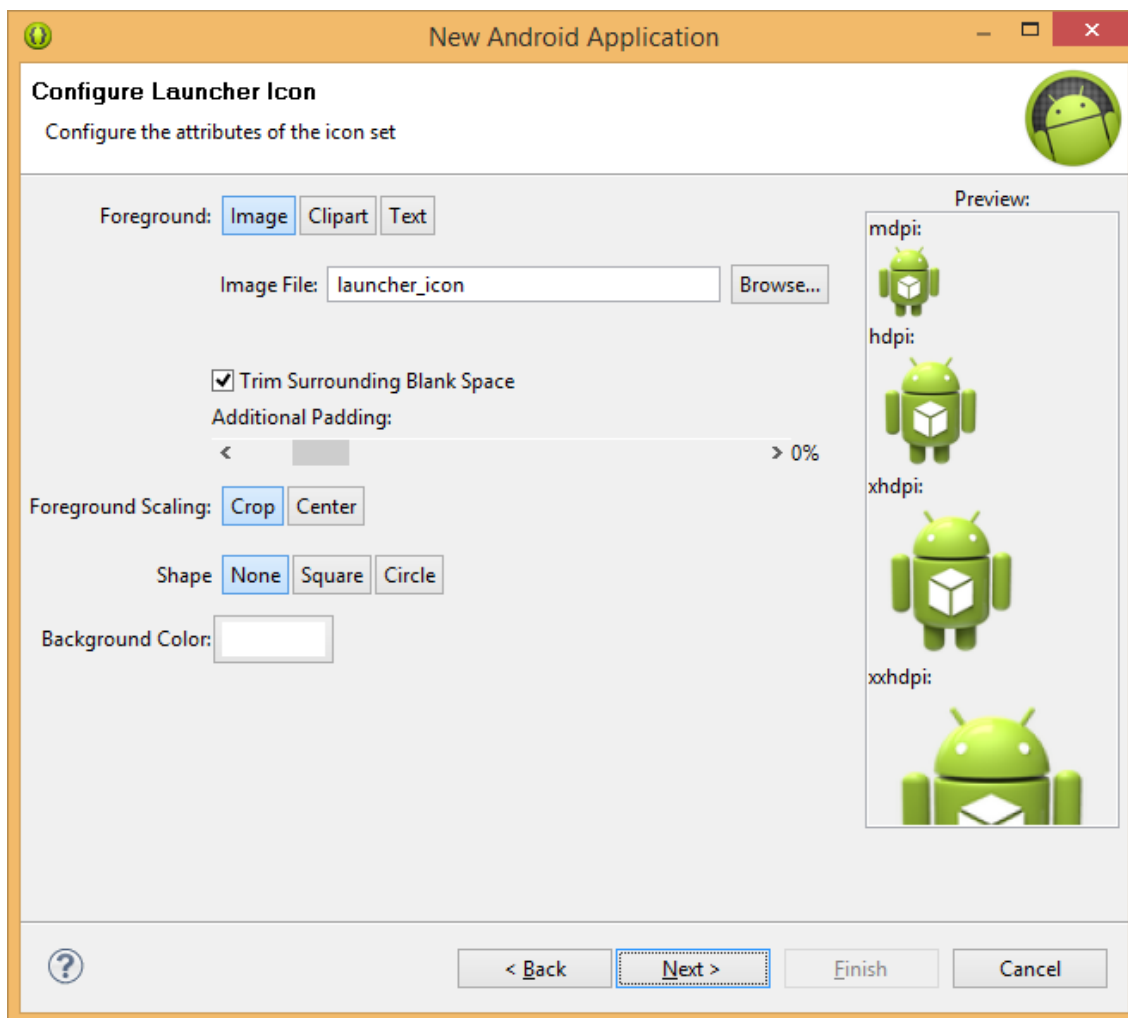 New Android Application
Configure Launcher Icon
Configure the attributes of the icon set
Foreground: Image Clipart Text
Image File: launcher_icon Browse...
Trim Surrounding Blank Space
Additional Padding:
< > 0%
Foreground Scaling: Crop Center
Shape None Square Circle
Background Color:
Preview:
mdpi:
hdpi:
xhdpi:
xxhdpi:
? < Back Next > Finish Cancel